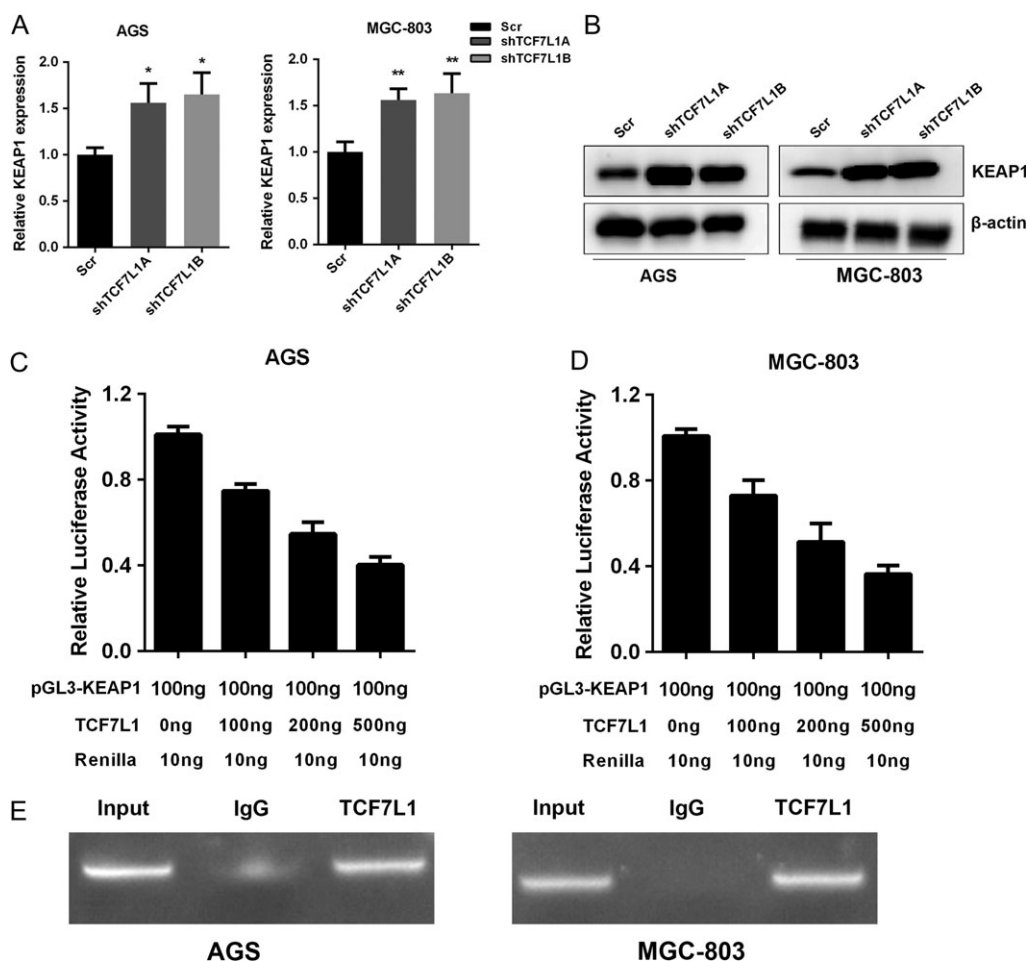 A
AGS
Relative KEAP1 expression
2.0
1.5
1.0
0.5
0.0
*
*
Scr
shTCF7L1A
shTCF7L1B
MGC-803
Relative KEAP1 expression
2.0
1.5
1.0
0.5
0.0
**
**
Scr
shTCF7L1A
shTCF7L1B
Scr
shTCF7L1A
shTCF7L1B
B
Scr
shTCF7L1A
shTCF7L1B
Scr
shTCF7L1A
shTCF7L1B
KEAP1
β-actin
AGS
MGC-803
C
AGS
Relative Luciferase Activity
1.2
0.8
0.4
0.0
pGL3-KEAP1 100ng 100ng 100ng 100ng
TCF7L1 0ng 100ng 200ng 500ng
Renilla 10ng 10ng 10ng 10ng
D
MGC-803
Relative Luciferase Activity
1.2
0.8
0.4
0.0
pGL3-KEAP1 100ng 100ng 100ng 100ng
TCF7L1 0ng 100ng 200ng 500ng
Renilla 10ng 10ng 10ng 10ng
E
Input IgG TCF7L1
AGS
Input IgG TCF7L1
MGC-803